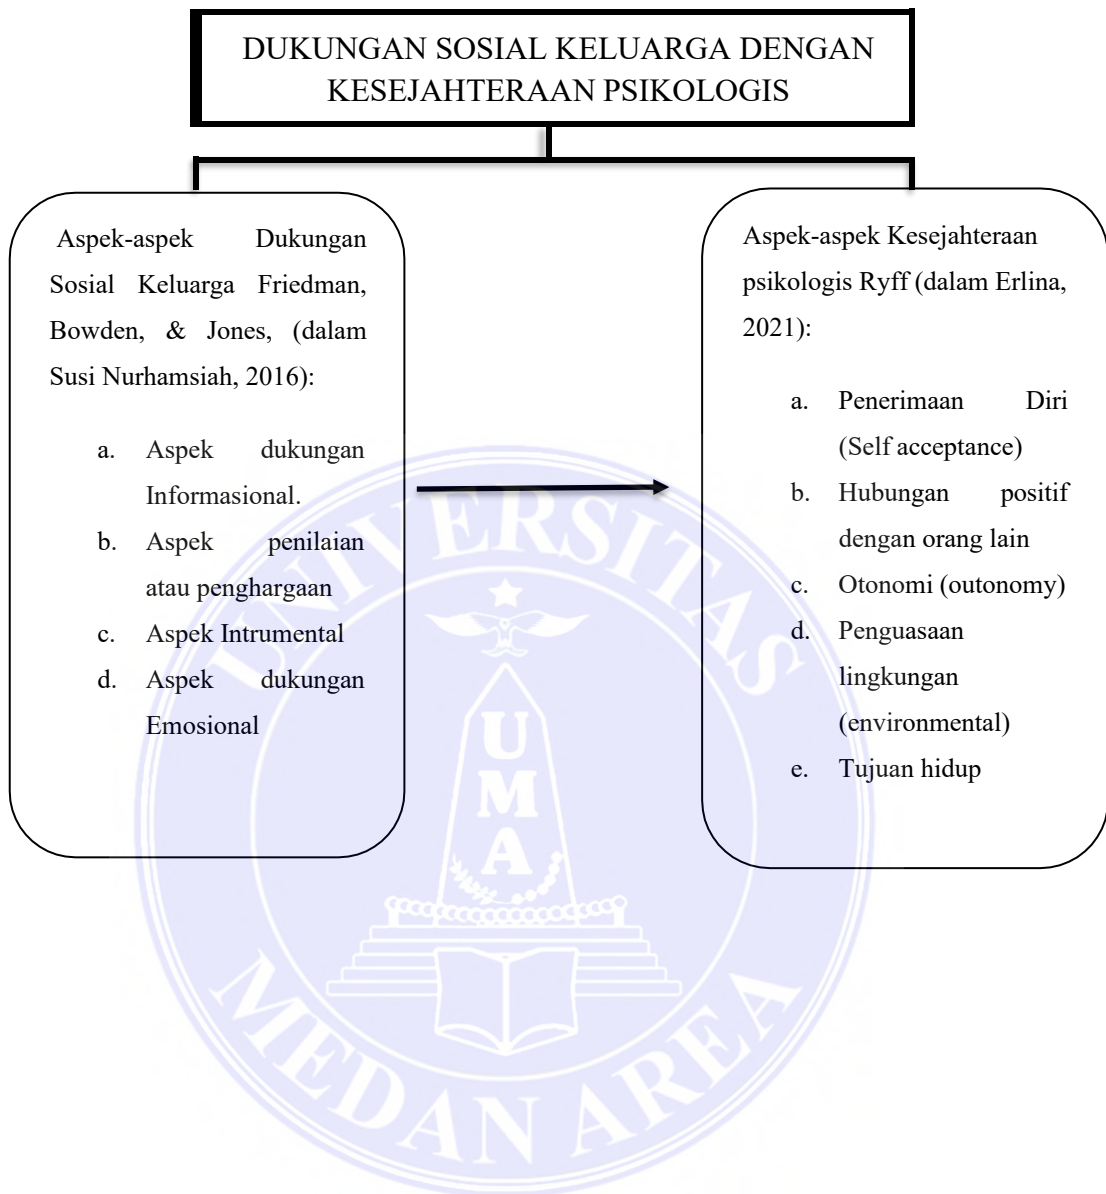 DUKUNGAN SOSIAL KELUARGA DENGAN
KESEJAHTERAAN PSIKOLOGIS
Aspek-aspek Dukungan
Sosial Keluarga Friedman,
Bowden, & Jones, (dalam
Susi Nurhamsiah, 2016):
a. Aspek dukungan
Informasional.
b. Aspek penilaian
atau penghargaan
c. Aspek Intrumental
d. Aspek dukungan
Emosional
Aspek-aspek Kesejahteraan
psikologis Ryff (dalam Erlina,
2021):
a. Penerimaan Diri
(Self acceptance)
b. Hubungan positif
dengan orang lain
c. Otonomi (outonomy)
d. Penguasaan
lingkungan
(environmental)
e. Tujuan hidup
UNIVERSITAS
U
M
A
MEDAN AREA